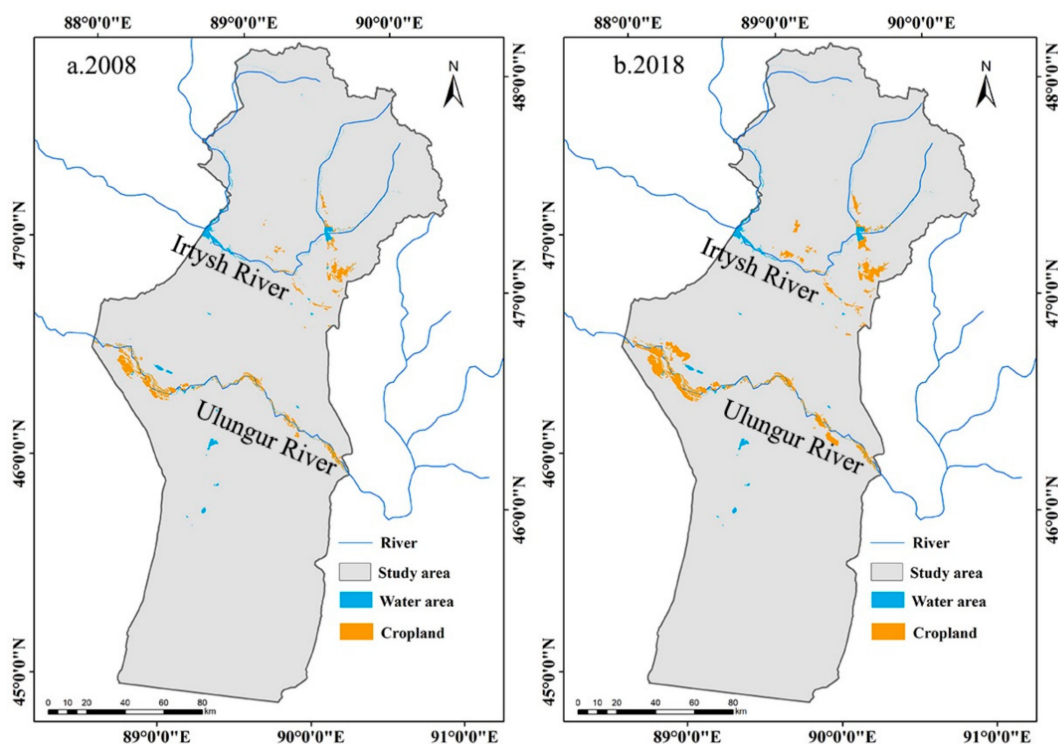 88°0'0"E 89°0'0"E 90°0'0"E
a.2008
N
48°0'0"N
47°0'0"N
Irtysh River
47°0'0"N
Ulungur River
46°0'0"N
46°0'0"N
River
Study area
Water area
Cropland
45°0'0"N
0 10 20 40 60 80
km
89°0'0"E 90°0'0"E 91°0'0"E
88°0'0"E 89°0'0"E 90°0'0"E
b.2018
N
48°0'0"N
47°0'0"N
Irtysh River
47°0'0"N
Ulungur River
46°0'0"N
46°0'0"N
River
Study area
Water area
Cropland
45°0'0"N
0 10 20 40 60 80
km
89°0'0"E 90°0'0"E 91°0'0"E